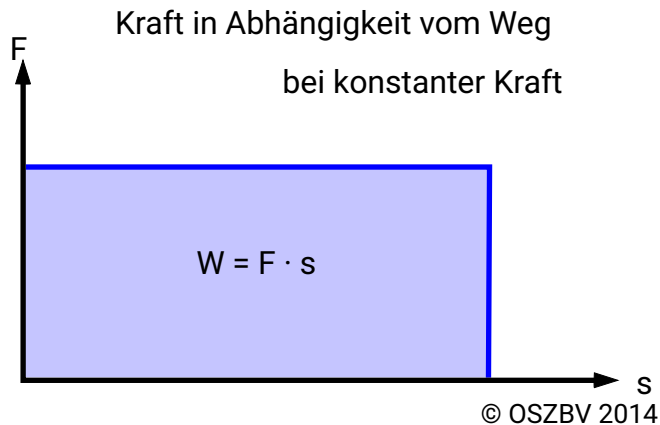 Kraft in Abhängigkeit vom Weg
F
bei konstanter Kraft
W = F · s
s
© OSZBV 2014